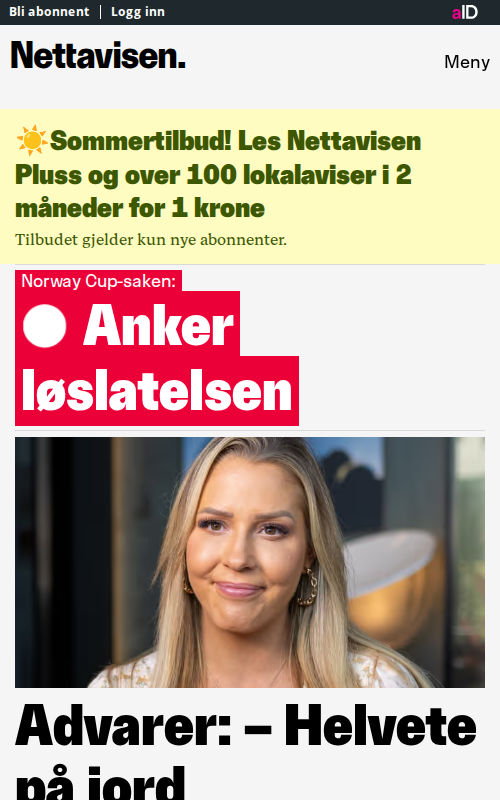 Bli abonnent
Logg inn
aID
Nettavisen.
Meny
Sommertilbud! Les Nettavisen
Pluss og over 100 lokalaviser i 2
måneder for 1 krone
Tilbudet gjelder kun nye abonnenter.
Norway Cup-saken:
Anker
løslatelsen
Advarer: – Helvete
på jord